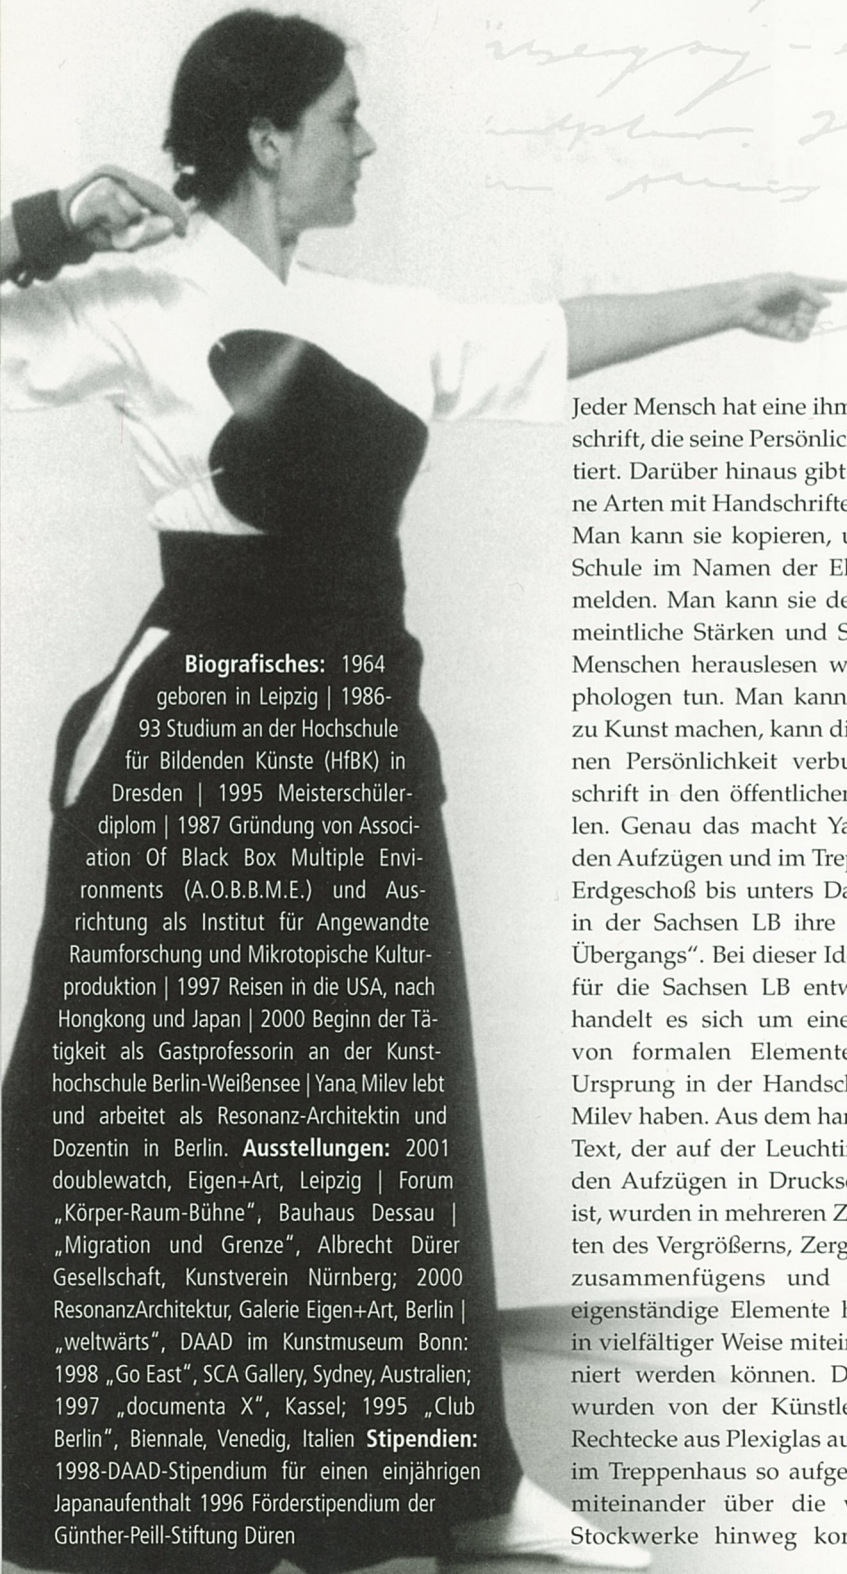 Biografisches: 1964
geboren in Leipzig | 1986-
93 Studium an der Hochschule
für Bildenden Künste (HfBK) in
Dresden | 1995 Meisterschüler-
diplom | 1987 Gründung von Associ-
ation Of Black Box Multiple Envi-
ronments (A.O.B.B.M.E.) und Aus-
richtung als Institut für Angewandte
Raumforschung und Mikrotopische Kultur-
produktion | 1997 Reisen in die USA, nach
Hongkong und Japan | 2000 Beginn der Tä-
tigkeit als Gastprofessorin an der Kunst-
hochschule Berlin-Weißensee | Yana Milev lebt
und arbeitet als Resonanz-Architektin und
Dozentin in Berlin. Ausstellungen: 2001
doublewatch, Eigen+Art, Leipzig | Forum
„Körper-Raum-Bühne“, Bauhaus Dessau |
„Migration und Grenze“, Albrecht Dürer
Gesellschaft, Kunstverein Nürnberg; 2000
ResonanzArchitektur, Galerie Eigen+Art, Berlin |
„weltwärts“, DAAD im Kunstmuseum Bonn:
1998 „Go East“, SCA Gallery, Sydney, Australien;
1997 „documenta X“, Kassel; 1995 „Club
Berlin“, Biennale, Venedig, Italien Stipendien:
1998-DAAD-Stipendium für einen einjährigen
Japanaufenthalt 1996 Förderstipendium der
Günther-Peill-Stiftung Düren
Jeder Mensch hat eine ihm
schrift, die seine Persönlic
tiert. Darüber hinaus gibt
ne Arten mit Handschrifte
Man kann sie kopieren, u
Schule im Namen der El
melden. Man kann sie de
meintliche Stärken und S
Menschen herauslesen w
phologen tun. Man kann
zu Kunst machen, kann di
nen Persönlichkeit verbu
schrift in den öffentlicher
len. Genau das macht Ya
den Aufzügen und im Trep
Erdgeschoß bis unters Da
in der Sachsen LB ihre
Übergangs“. Bei dieser Id
für die Sachsen LB entw
handelt es sich um eine
von formalen Elemente
Ursprung in der Handsch
Milev haben. Aus dem han
Text, der auf der Leuchti
den Aufzügen in Drucks
ist, wurden in mehreren Z
ten des Vergrößerns, Zerg
zusammenfügens und
eigenständige Elemente h
in vielfältiger Weise mitein
niert werden können. D
wurden von der Künstle
Rechtecke aus Plexiglas au
im Treppenhaus so aufge
miteinander über die v
Stockwerke hinweg kor